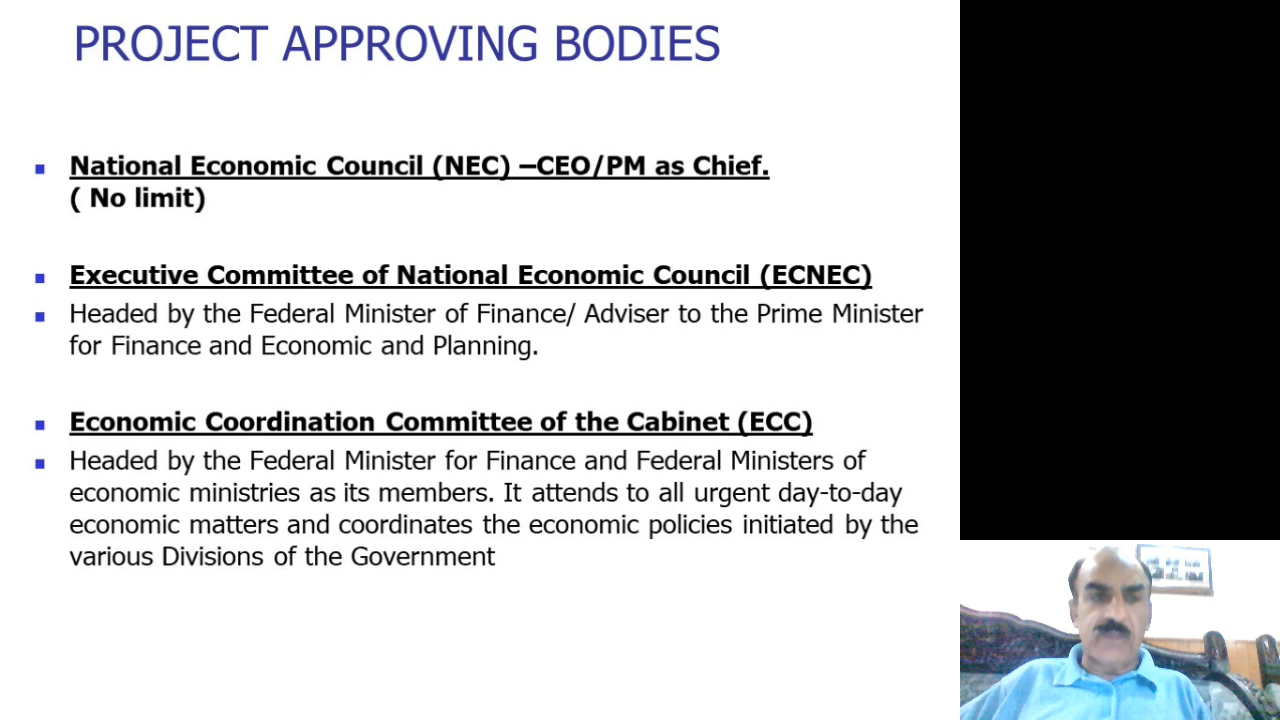 PROJECT APPROVING BODIES
National Economic Council (NEC) –CEO/PM as Chief.
( No limit)
Executive Committee of National Economic Council (ECNEC)
Headed by the Federal Minister of Finance/ Adviser to the Prime Minister
for Finance and Economic and Planning.
Economic Coordination Committee of the Cabinet (ECC)
Headed by the Federal Minister for Finance and Federal Ministers of
economic ministries as its members. It attends to all urgent day-to-day
economic matters and coordinates the economic policies initiated by the
various Divisions of the Government